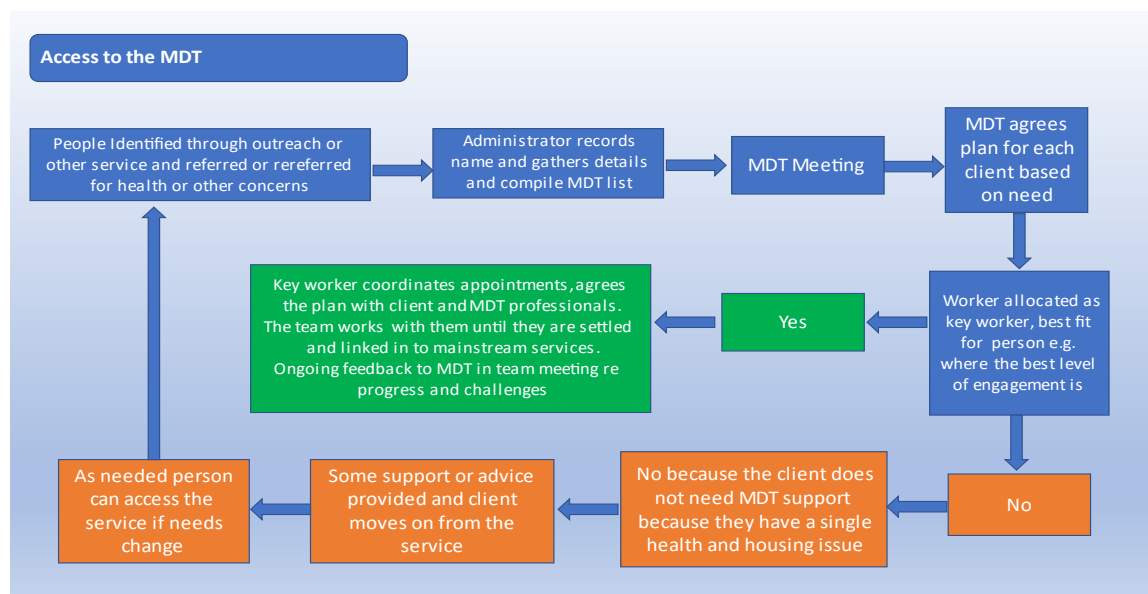 Access to the MDT
People Identified through outreach or
other service and referred or rereferred
for health or other concerns
Administrator records
name and gathers details
and compile MDT list
MDT Meeting
MDT agrees
plan for each
client based
on need
Worker allocated as
key worker, best fit
for person e.g.
where the best level
of engagement is
Yes
Key worker coordinates appointments, agrees
the plan with client and MDT professionals.
The team works with them until they are settled
and linked in to mainstream services.
Ongoing feedback to MDT in team meeting re
progress and challenges
No
No because the client does
not need MDT support
because they have a single
health and housing issue
Some support or advice
provided and client
moves on from the
service
As needed person
can access the
service if needs
change